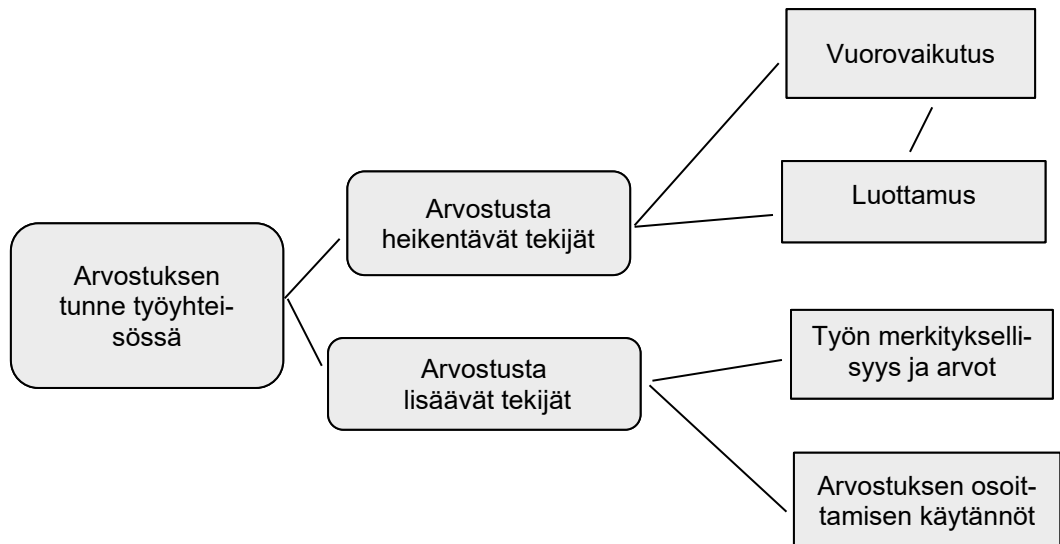 Vuorovaikutus
Luottamus
Arvostusta
heikentävät tekijät
Arvostuksen
tunne työyhtei-
sössä
Arvostusta
lisäävät tekijät
Työn merkityksелli-
syys ja arvot
Arvostuksen osoit-
tamisen käytännöt